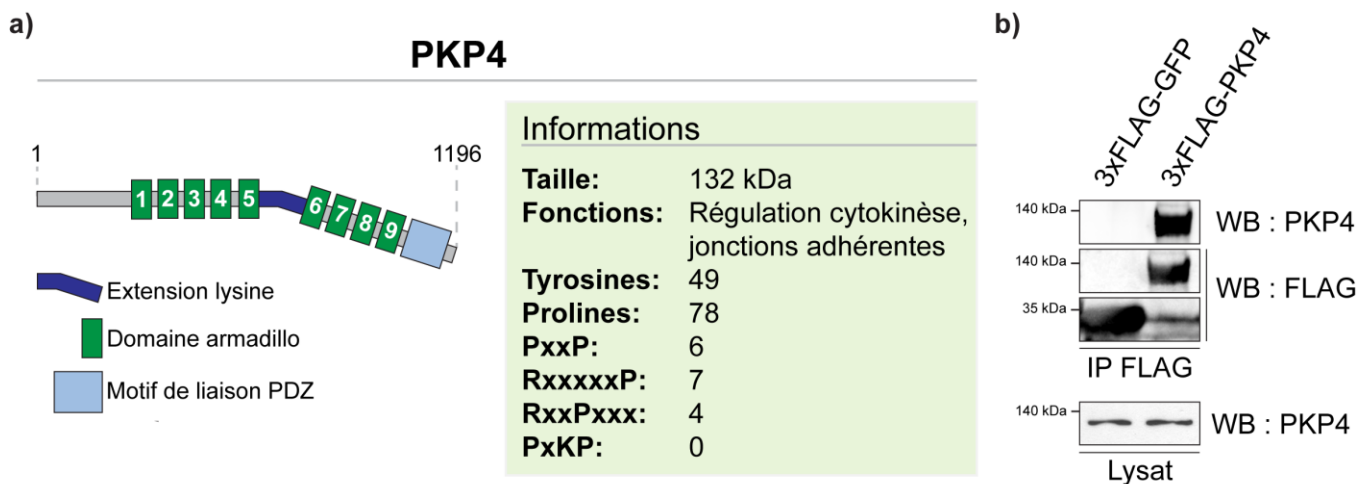 a)
PKP4
1
1196
1 2 3 4 5 6 7 8 9
Extension lysine
Domaine armadillo
Motif de liaison PDZ
Informations
Taille: 132 kDa
Fonctions: Régulation cytokinèse,
jonctions adhérentes
Tyrosines: 49
Prolines: 78
PxxP: 6
RxxxxxP: 7
RxxPxxx: 4
PxKP: 0
b)
3xFLAG-GFP
3xFLAG-PKP4
140 kDa
WB : PKP4
140 kDa
WB : FLAG
35 kDa
IP FLAG
140 kDa
WB : PKP4
Lysat